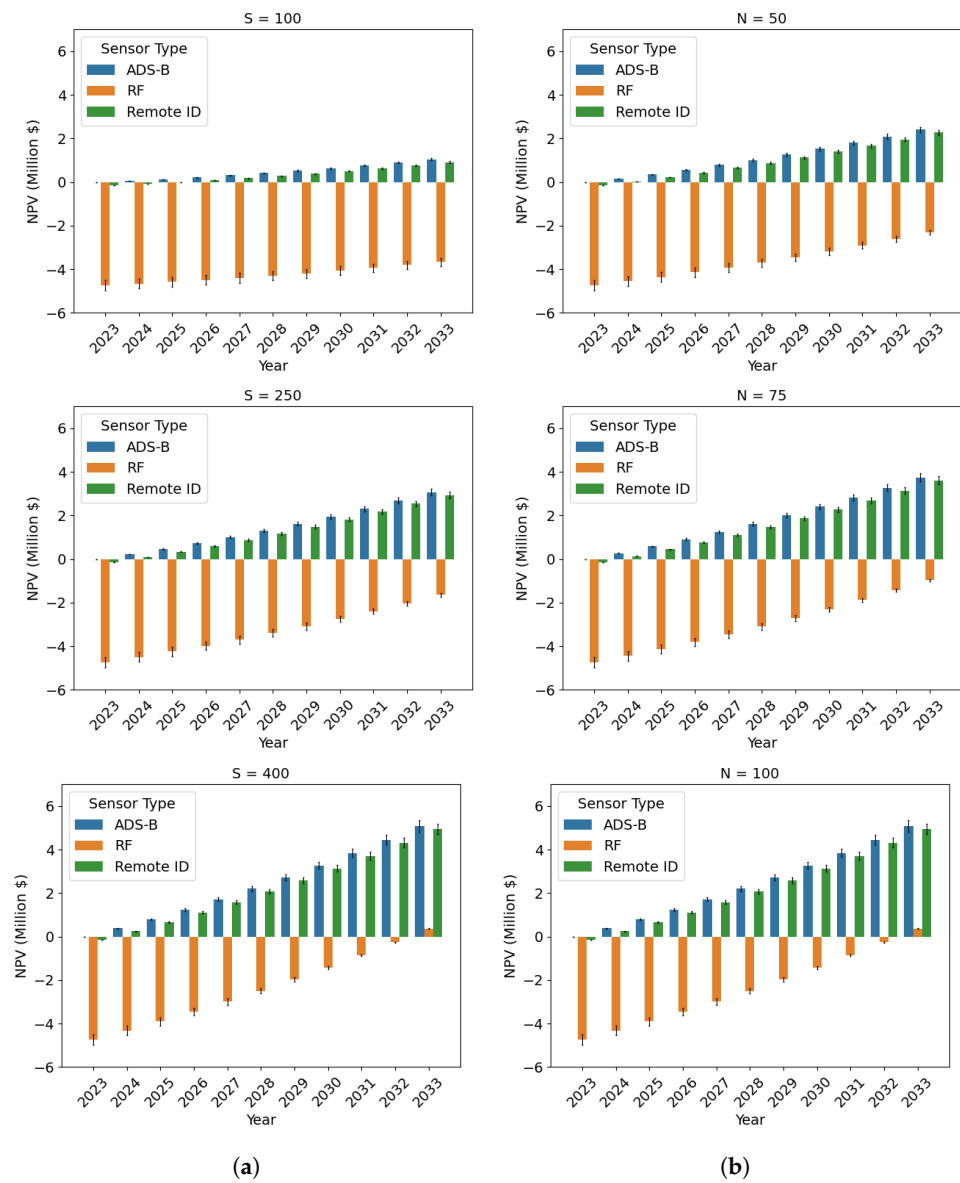 S = 100
Sensor Type
ADS-B
RF
Remote ID
6
4
2
0
−2
−4
−6
NPV (Million $)
2023
2024
2025
2026
2027
2028
2029
2030
2031
2032
2033
Year
N = 50
Sensor Type
ADS-B
RF
Remote ID
6
4
2
0
−2
−4
−6
NPV (Million $)
2023
2024
2025
2026
2027
2028
2029
2030
2031
2032
2033
Year
S = 250
Sensor Type
ADS-B
RF
Remote ID
6
4
2
0
−2
−4
−6
NPV (Million $)
2023
2024
2025
2026
2027
2028
2029
2030
2031
2032
2033
Year
N = 75
Sensor Type
ADS-B
RF
Remote ID
6
4
2
0
−2
−4
−6
NPV (Million $)
2023
2024
2025
2026
2027
2028
2029
2030
2031
2032
2033
Year
S = 400
Sensor Type
ADS-B
RF
Remote ID
6
4
2
0
−2
−4
−6
NPV (Million $)
2023
2024
2025
2026
2027
2028
2029
2030
2031
2032
2033
Year
N = 100
Sensor Type
ADS-B
RF
Remote ID
6
4
2
0
−2
−4
−6
NPV (Million $)
2023
2024
2025
2026
2027
2028
2029
2030
2031
2032
2033
Year
(a)
(b)